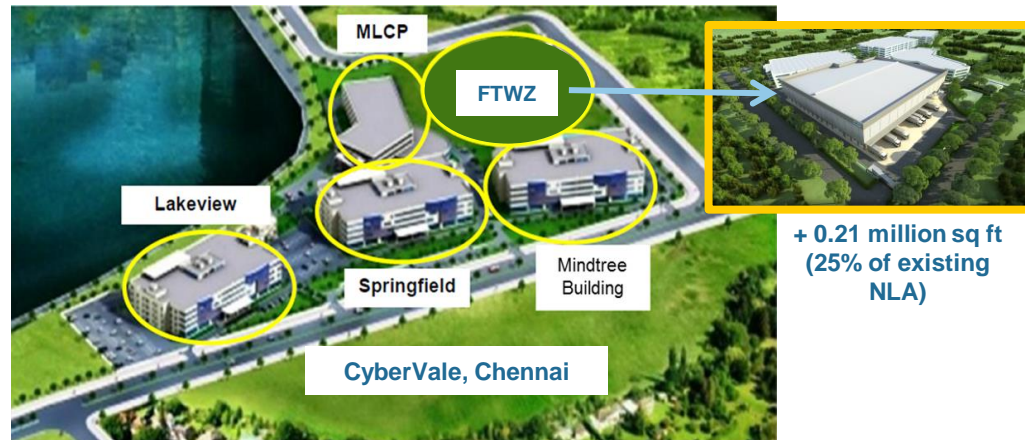 MLCP
FTWZ
Lakeview
Springfield
Mindtree
Building
CyberVale, Chennai
+ 0.21 million sq ft
(25% of existing
NLA)